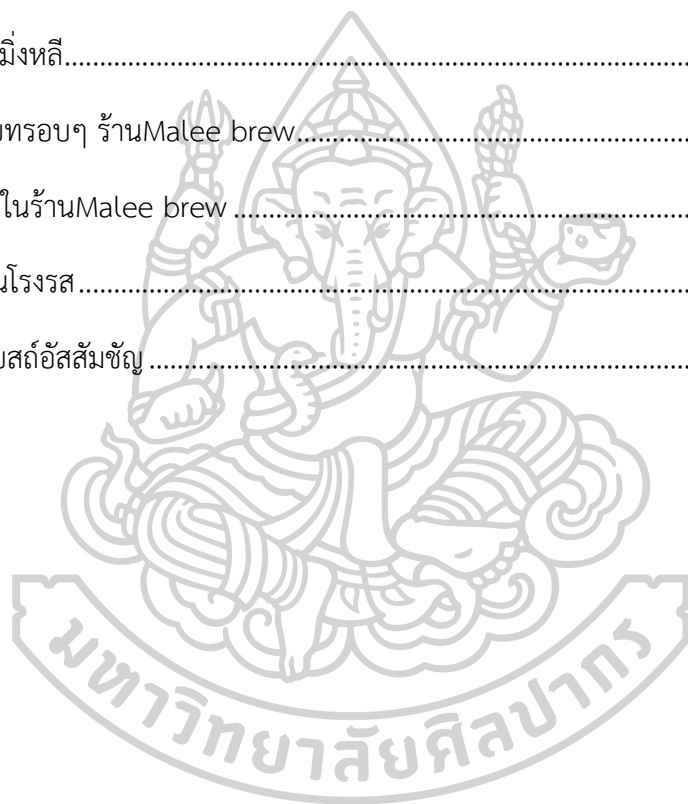 มิ่งหลี
ทรอบๆ ร้านMalee brew
ในร้านMalee brew
นโรงรส
บสถ์อัสสัมชัญ
มหาวิทยาลัยศิลปากร